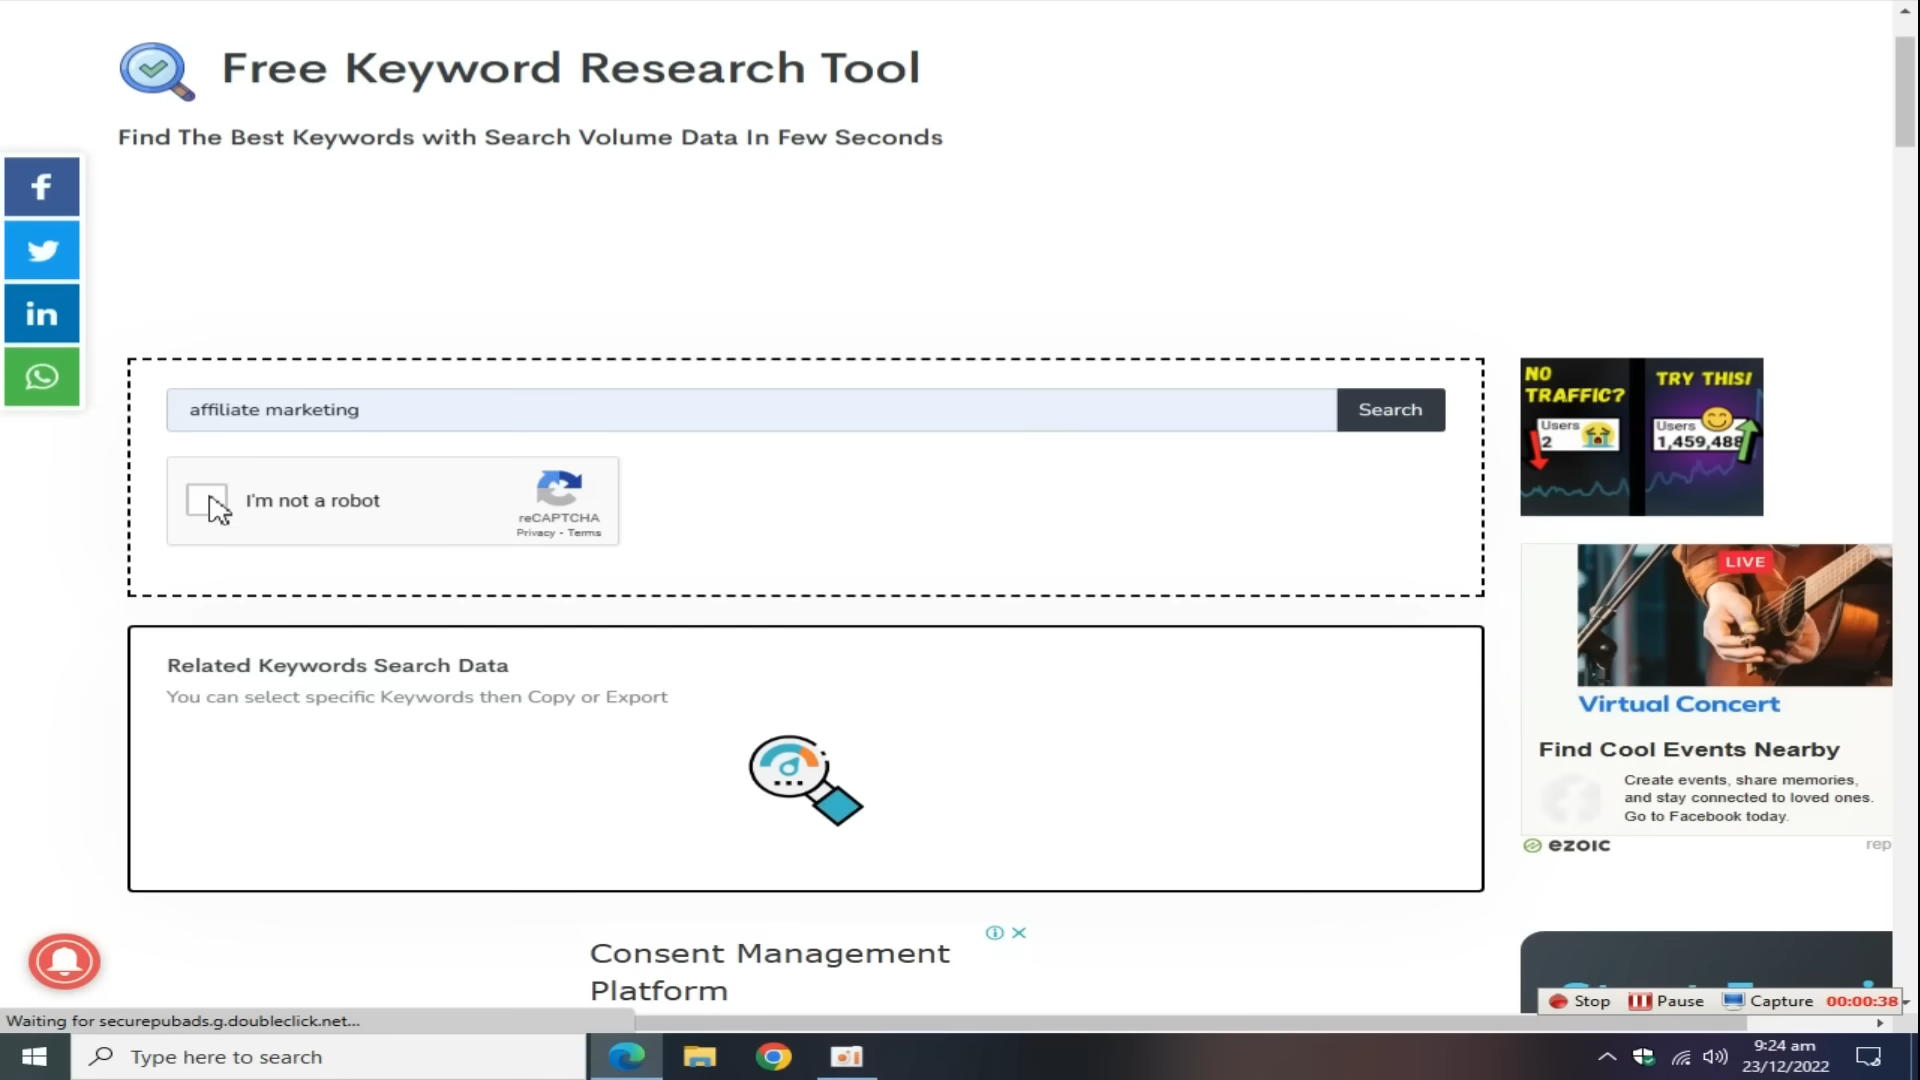 Free Keyword Research Tool
Find The Best Keywords with Search Volume Data In Few Seconds
f
in
affiliate marketing
Search
I'm not a robot
reCAPTCHA
Privacy - Terms
NO
TRAFFIC?
TRY THIS!
Users
2
Users
1,459,488
LIVE
Virtual Concert
Find Cool Events Nearby
Create events, share memories,
and stay connected to loved ones.
Go to Facebook today.
ezoic
rep
Related Keywords Search Data
You can select specific Keywords then Copy or Export
Consent Management
Platform
Stop
Pause
Capture
00:00:38
Waiting for securepubads.g.doubleclick.net...
Type here to search
9:24 am
23/12/2022